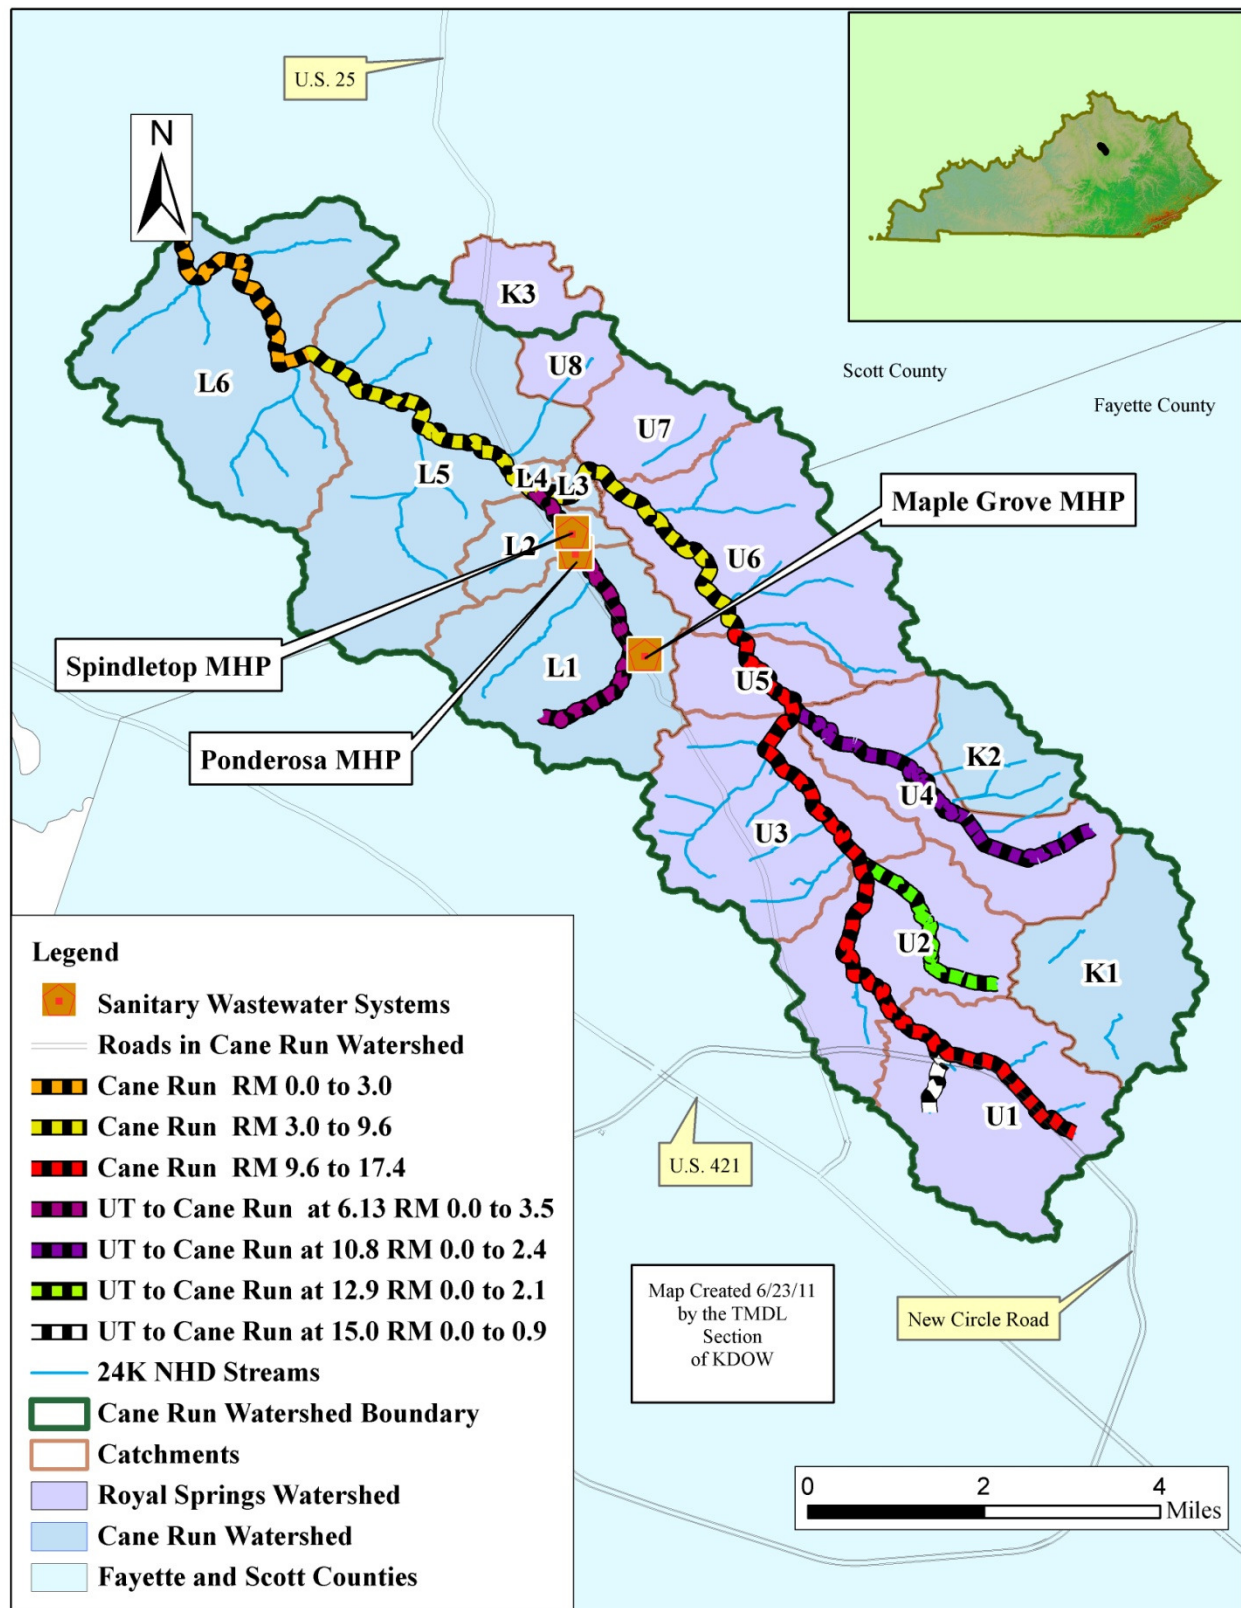 U.S. 25
N
K3
U8
L6
Scott County
U7
Fayette County
L5
L4
L3
Maple Grove MHP
L2
U6
Spindletop MHP
L1
U5
Ponderosa MHP
K2
U4
U3
U2
K1
Legend
Sanitary Wastewater Systems
Roads in Cane Run Watershed
Cane Run RM 0.0 to 3.0
Cane Run RM 3.0 to 9.6
Cane Run RM 9.6 to 17.4
UT to Cane Run at 6.13 RM 0.0 to 3.5
UT to Cane Run at 10.8 RM 0.0 to 2.4
UT to Cane Run at 12.9 RM 0.0 to 2.1
UT to Cane Run at 15.0 RM 0.0 to 0.9
24K NHD Streams
Cane Run Watershed Boundary
Catchments
Royal Springs Watershed
Cane Run Watershed
Fayette and Scott Counties
U1
U.S. 421
Map Created 6/23/11
by the TMDL
Section
of KDOW
New Circle Road
0 2 4
Miles